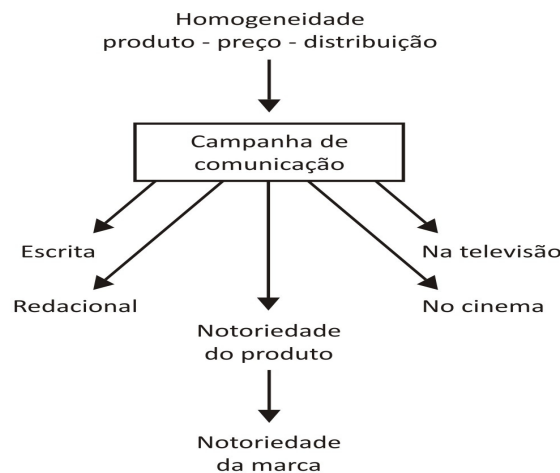 Homogeneidade
produto - preço - distribuição
Campanha de
comunicação
Escrita
Na televisão
Redacional
No cinema
Notoriedade
do produto
Notoriedade
da marca